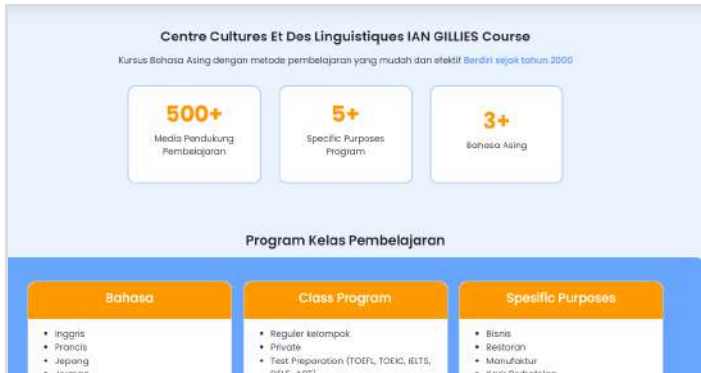 Centre Cultures Et Des Linguistiques IAN GILLIES Course
Kursus Bahasa Asing dengan metode pembelajaran yang mudah dan efektif Berdiri sejak tahun 2000
500+
Media Pendukung
Pembelajaran
5+
Specific Purposes
Program
3+
Bahasa Asing
Program Kelas Pembelajaran
Bahasa
Inggris
Prancis
Jepang
Class Program
Reguler kelompok
Private
Test Preparation (TOEFL, TOEIC, IELTS,
Spesific Purposes
Bisnis
Restoran
Manufaktur